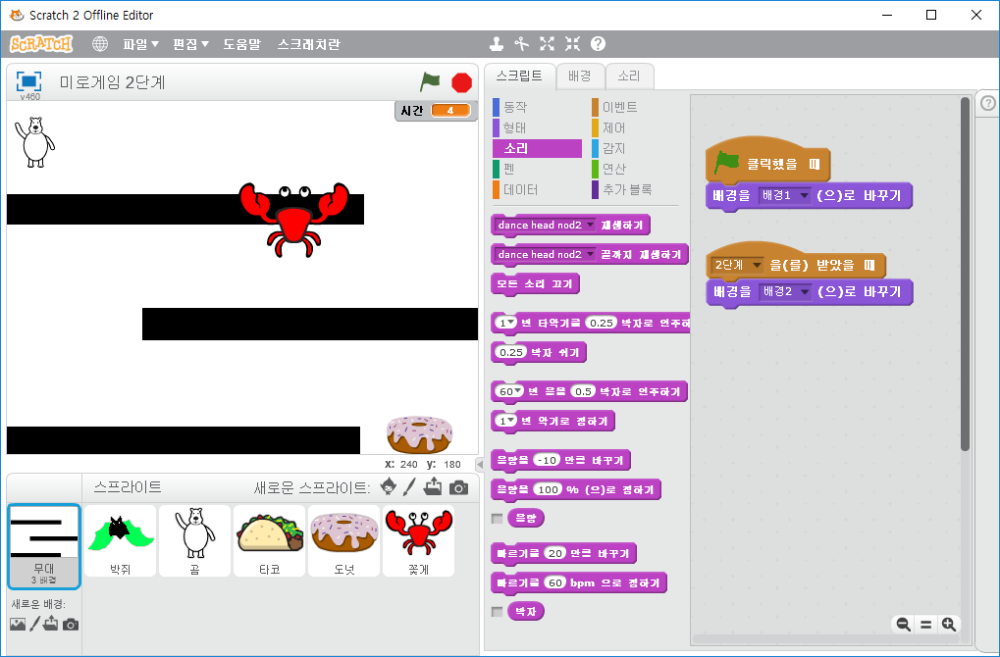 Scratch 2 Offline Editor
SCRATCH 파일 편집 도움말 스크래치란
v460 미로게임 2단계
시간 4
x: 240 y: 180
스프라이트 새로운 스프라이트:
무대
3 배경
박쥐 곰 타코 도넛 꽃게
새로운 배경:
스크립트 배경 소리
동작 이벤트
형태 제어
소리 감지
펜 연산
데이터 추가 블록
dance head nod2 재생하기
dance head nod2 끝까지 재생하기
모든 소리 끄기
1 번 타악기를 0.25 박자로 연주하
0.25 박자 쉬기
60 번 음을 0.5 박자로 연주하기
1 번 악기로 정하기
음량을 -10 만큼 바꾸기
음량을 100 % (으)로 정하기
음량
빠르기를 20 만큼 바꾸기
빠르기를 60 bpm 으로 정하기
박자
클릭했을 때
배경을 배경1 (으)로 바꾸기
2단계 을(를) 받았을 때
배경을 배경2 (으)로 바꾸기